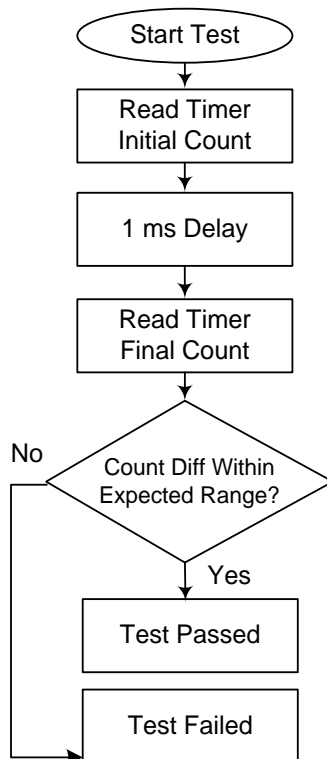 Start Test
Read Timer
Initial Count
1 ms Delay
Read Timer
Final Count
No
Count Diff Within
Expected Range?
Yes
Test Passed
Test Failed